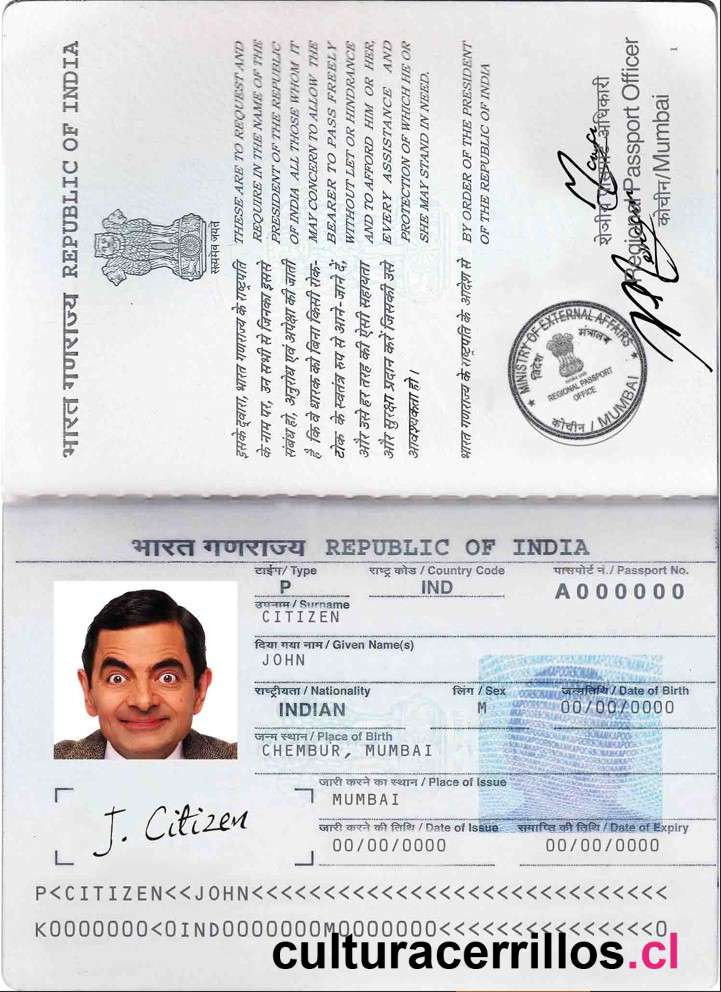 भारत गणराज्य REPUBLIC OF INDIA
सत्यमेव जयते
इसके द्वारा, भारत गणराज्य के राष्ट्रपति
के नाम पर, उन सभी से जिनका इससे
संबंध हो, अनुरोध एवं अपेक्षा की जाती
है कि वे धारक को बिना किसी रोक-
टोक के स्वतंत्र रूप से आने-जाने दें,
और उसे हर तरह की ऐसी सहायता
और सुरक्षा प्रदान करें जिसकी उसे
आवश्यकता हो।
THESE ARE TO REQUEST AND
REQUIRE IN THE NAME OF THE
PRESIDENT OF THE REPUBLIC
OF INDIA ALL THOSE WHOM IT
MAY CONCERN TO ALLOW THE
BEARER TO PASS FREELY
WITHOUT LET OR HINDRANCE
AND TO AFFORD HIM OR HER,
EVERY ASSISTANCE AND
PROTECTION OF WHICH HE OR
SHE MAY STAND IN NEED.
भारत गणराज्य के राष्ट्रपति के आदेश से
BY ORDER OF THE PRESIDENT
OF THE REPUBLIC OF INDIA
MINISTRY OF EXTERNAL AFFAIRS
विदेश मंत्रालय
REGIONAL PASSPORT
OFFICE
कोचीन / MUMBAI
अधिकारी
Regional Passport Officer
कोचीन/Mumbai
1
भारत गणराज्य REPUBLIC OF INDIA
टाईप/ Type राष्ट्र कोड / Country Code पासपोर्ट नं./ Passport No.
P IND A000000
उपनाम / Surname
CITIZEN
दिया गया नाम / Given Name(s)
JOHN
राष्ट्रीयता / Nationality लिंग / Sex जन्मतिथि / Date of Birth
INDIAN M 00/00/0000
जन्म स्थान / Place of Birth
CHEMBUR, MUMBAI
जारी करने का स्थान / Place of Issue
MUMBAI
जारी करने की तिथि / Date of Issue समाप्ति की तिथि / Date of Expiry
00/00/0000 00/00/0000
J. Citizen
P<CITIZEN<<JOHN<<<<<<<<<<<<<<<<<<<<<<<<<<<<<
K0000000<0IND0000000M0000000<<<<<<<<<<<<<<<0
culturacerrillos.cl